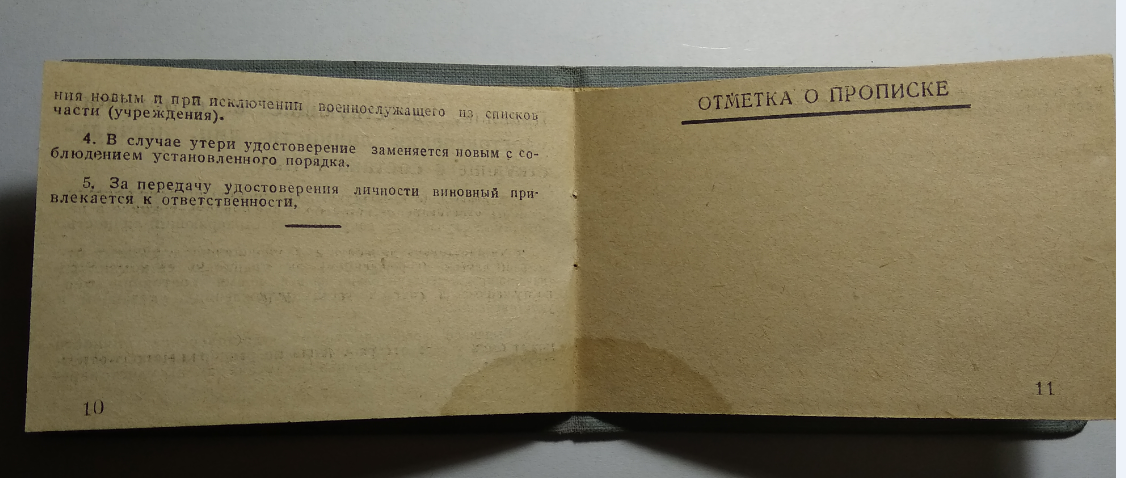 ния новым и при исключении военнослужащего из списков
части (учреждения).
4. В случае утери удостоверение заменяется новым с со-
блюдением установленного порядка.
5. За передачу удостоверения личности виновный при-
влекается к ответственности,
10
ОТМЕТКА О ПРОПИСКЕ
11